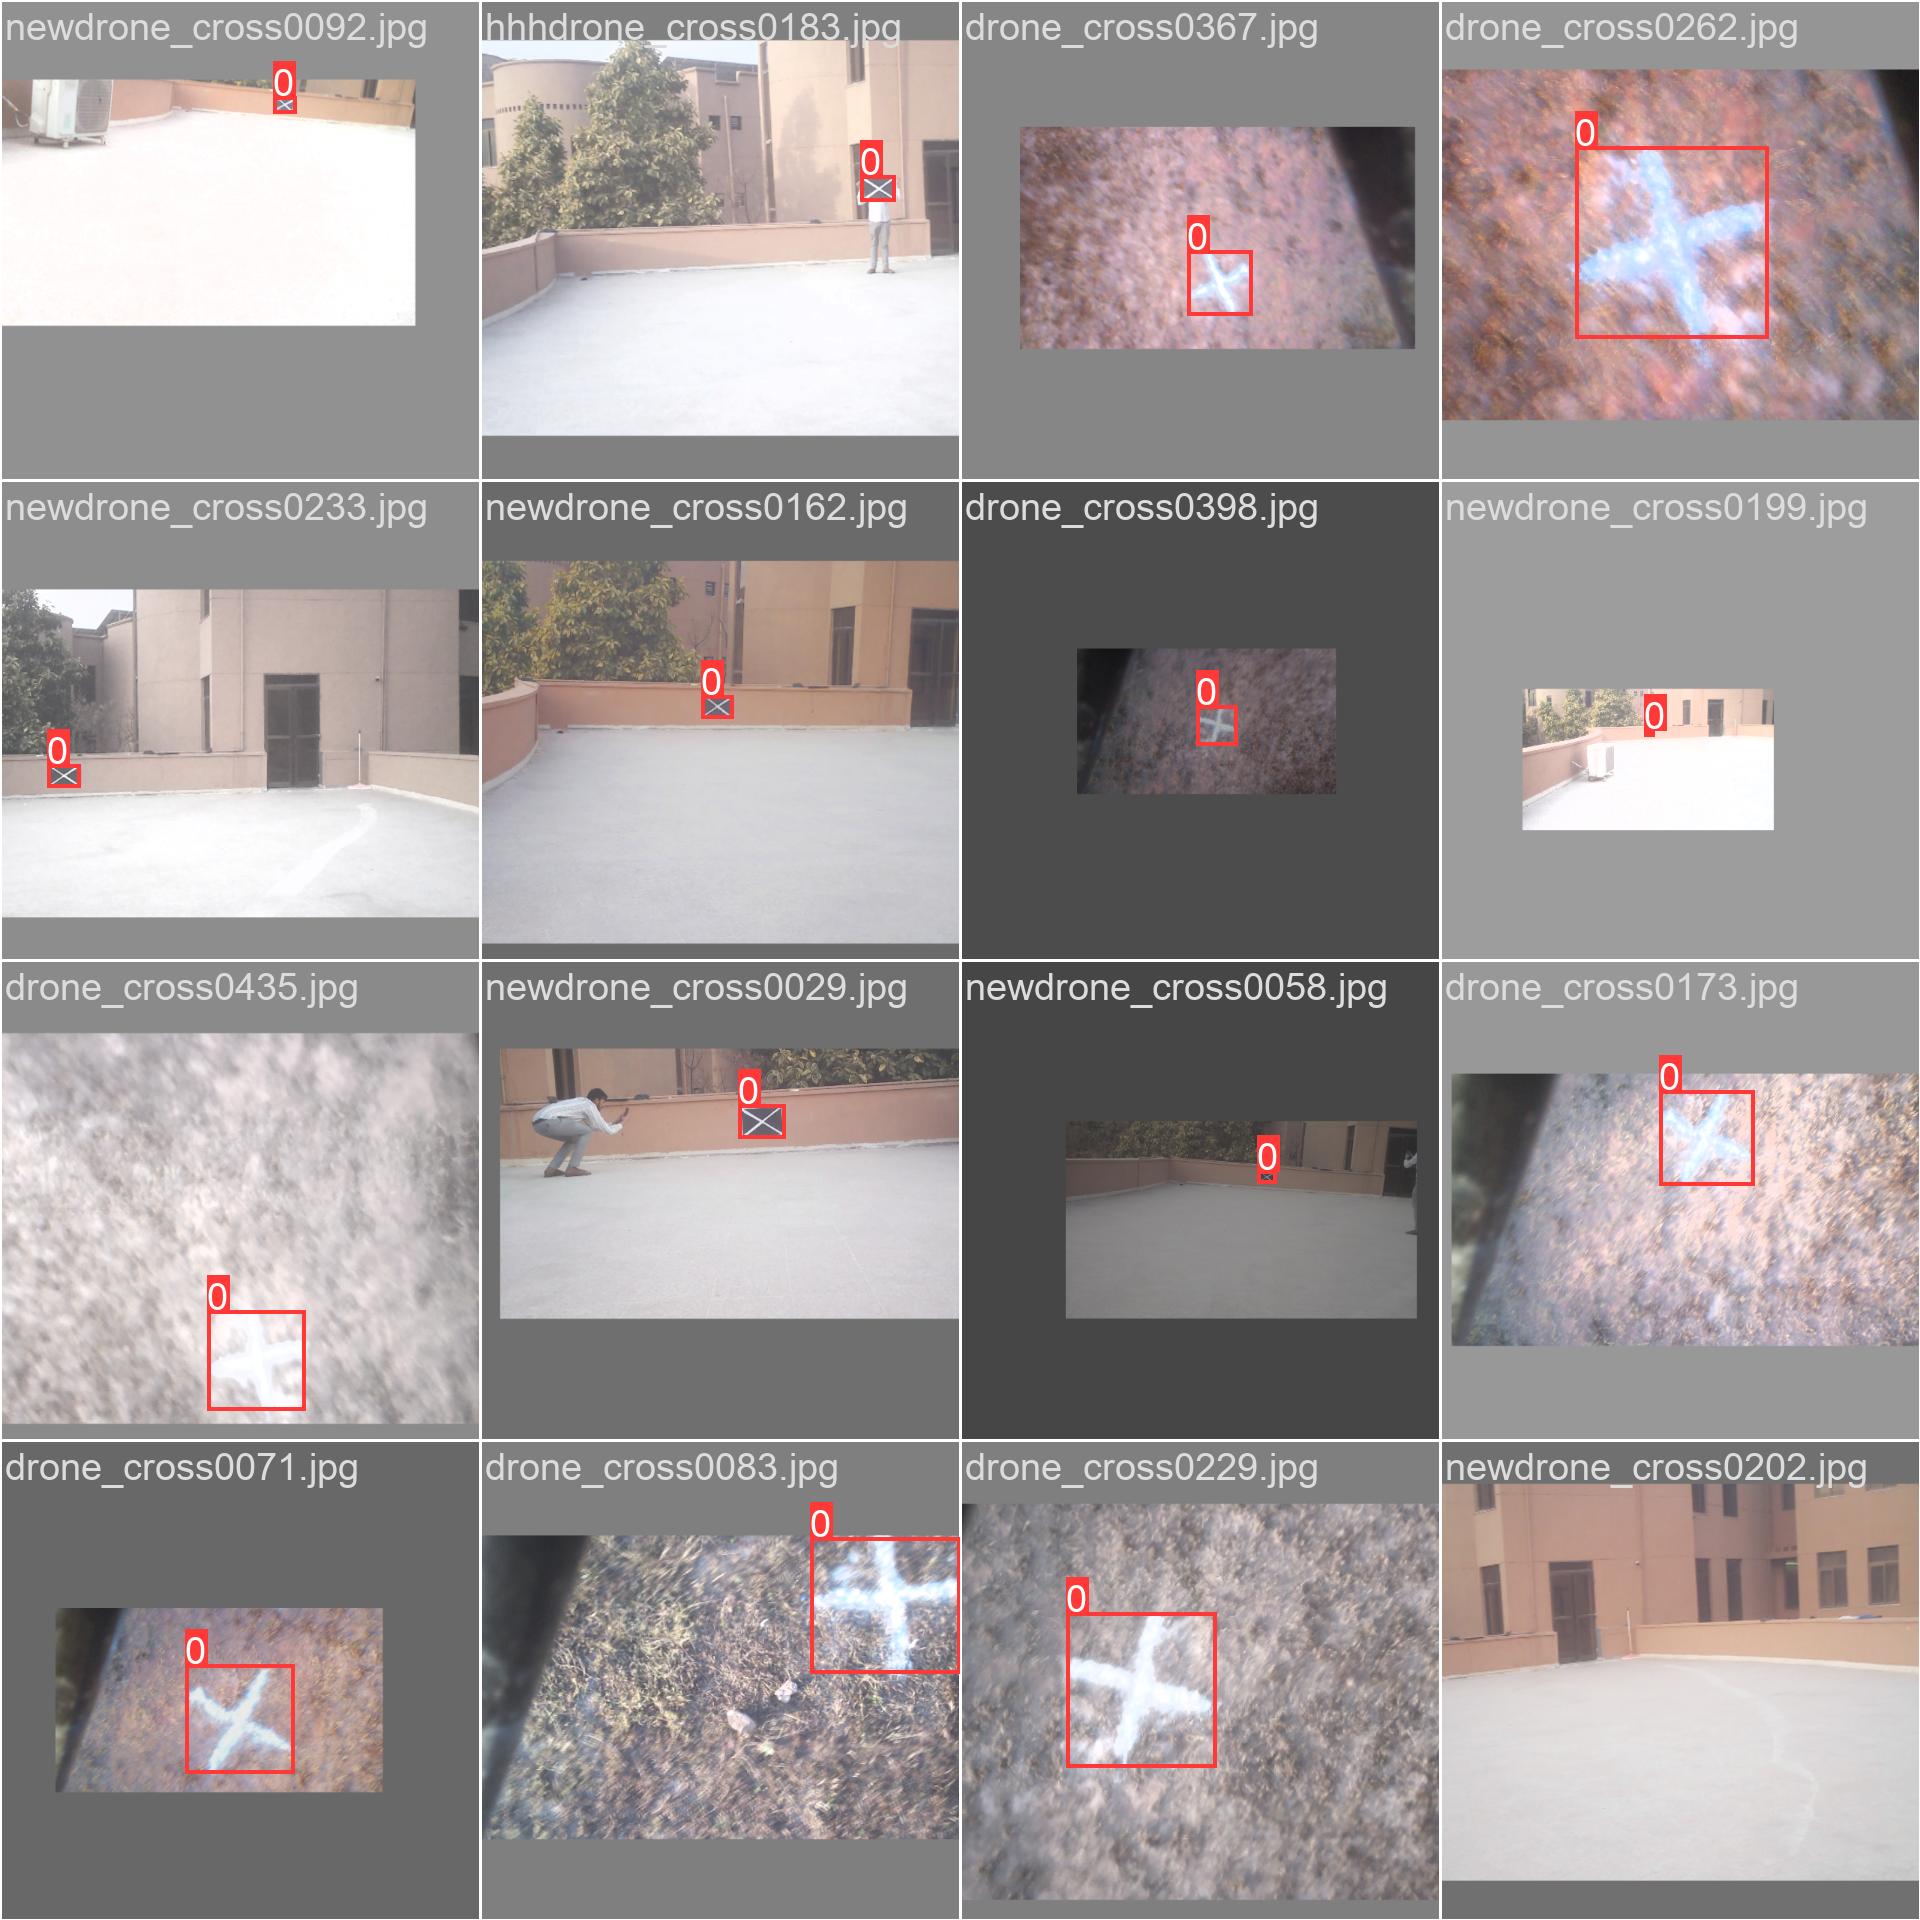 newdrone_cross0092.jpg
hhhdrone_cross0183.jpg
drone_cross0367.jpg
drone_cross0262.jpg
0
0
0
0
newdrone_cross0233.jpg
newdrone_cross0162.jpg
drone_cross0398.jpg
newdrone_cross0199.jpg
0
0
0
0
drone_cross0435.jpg
newdrone_cross0029.jpg
newdrone_cross0058.jpg
drone_cross0173.jpg
0
0
0
0
drone_cross0071.jpg
drone_cross0083.jpg
drone_cross0229.jpg
newdrone_cross0202.jpg
0
0
0